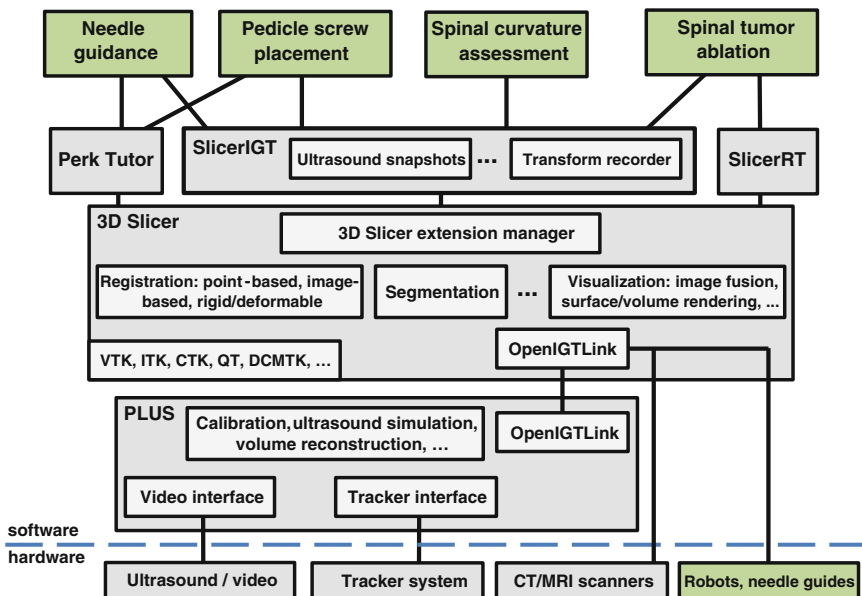 Needle
guidance
Pedicle screw
placement
Spinal curvature
assessment
Spinal tumor
ablation
Perk Tutor
SlicerIGT
Ultrasound snapshots
...
Transform recorder
SlicerRT
3D Slicer
3D Slicer extension manager
Registration: point-based, image-
based, rigid/deformable
Segmentation
...
Visualization: image fusion,
surface/volume rendering, ...
VTK, ITK, CTK, QT, DCMTK, ...
OpenIGTLink
PLUS
Calibration, ultrasound simulation,
volume reconstruction, ...
OpenIGTLink
Video interface
Tracker interface
software
hardware
Ultrasound / video
Tracker system
CT/MRI scanners
Robots, needle guides